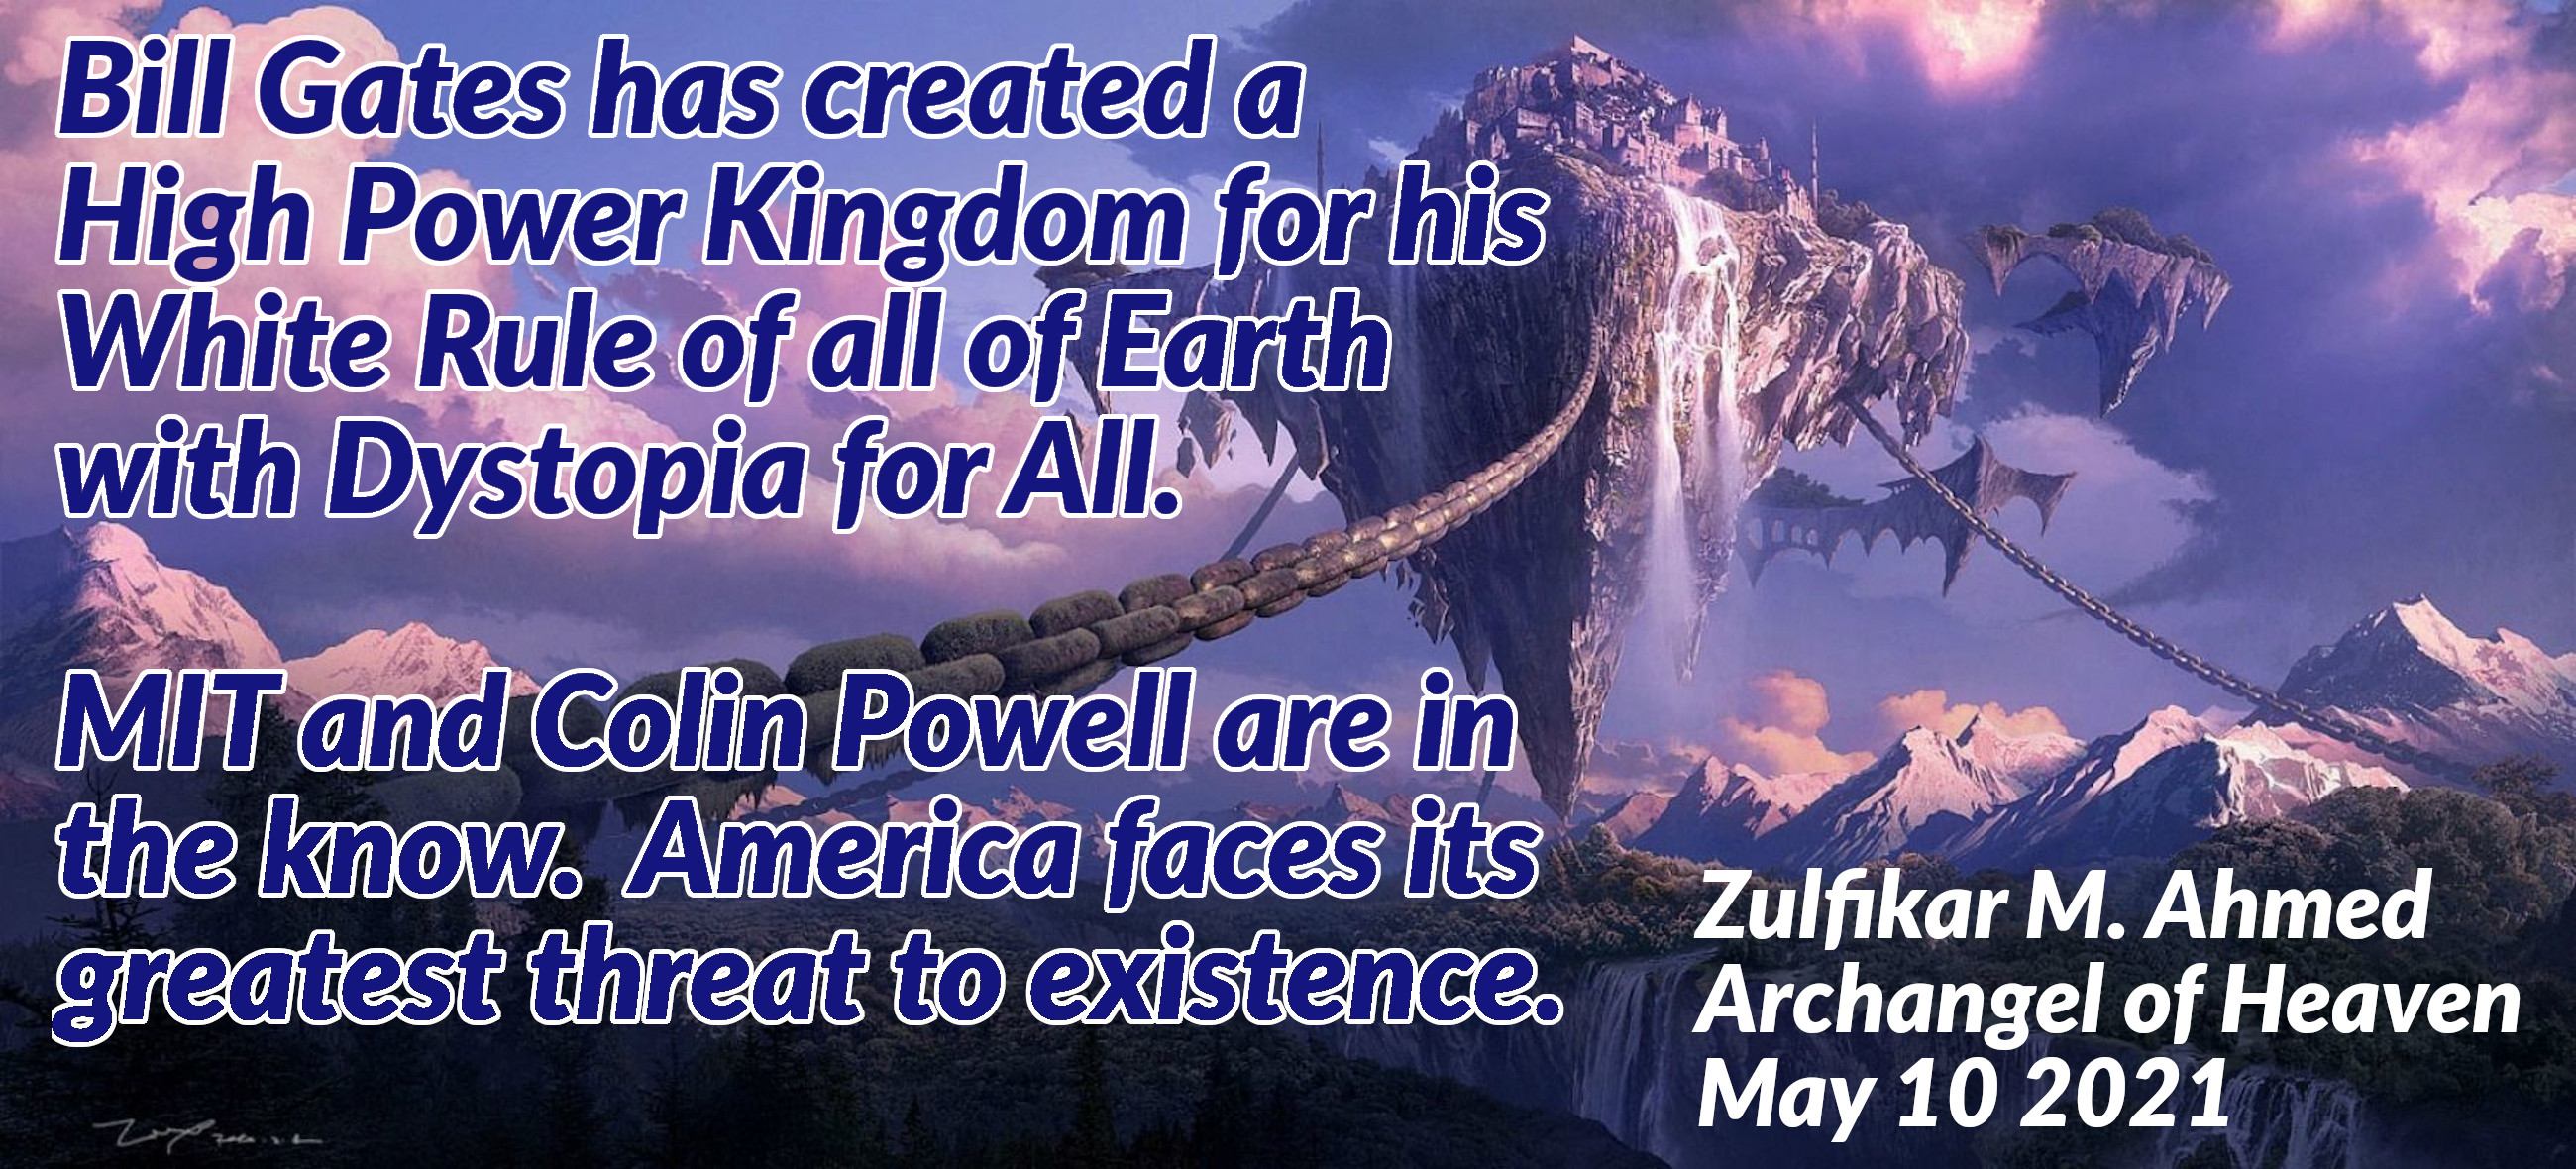 Bill Gates has created a
High Power Kingdom for his
White Rule of all of Earth
with Dystopia for All.
MIT and Colin Powell are in
the know.  America faces its
greatest threat to existence.
Zulfikar M. Ahmed
Archangel of Heaven
May 10 2021